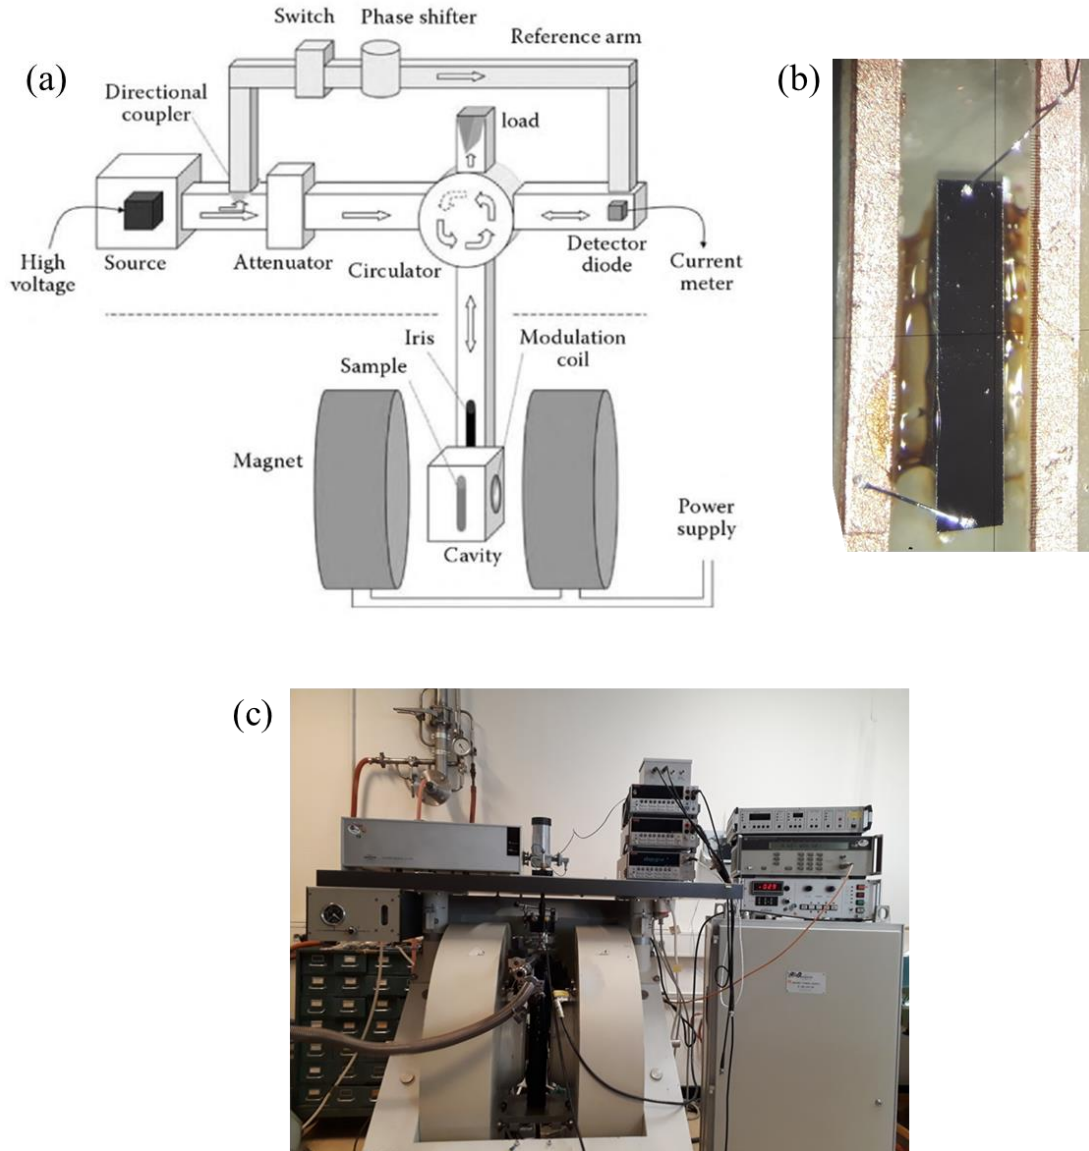 (a)
Switch
Phase shifter
Reference arm
Directional
coupler
load
High
voltage
Source
Attenuator
Circulator
Detector
diode
Current
meter
Iris
Sample
Modulation
coil
Magnet
Cavity
Power
supply
(b)
(c)